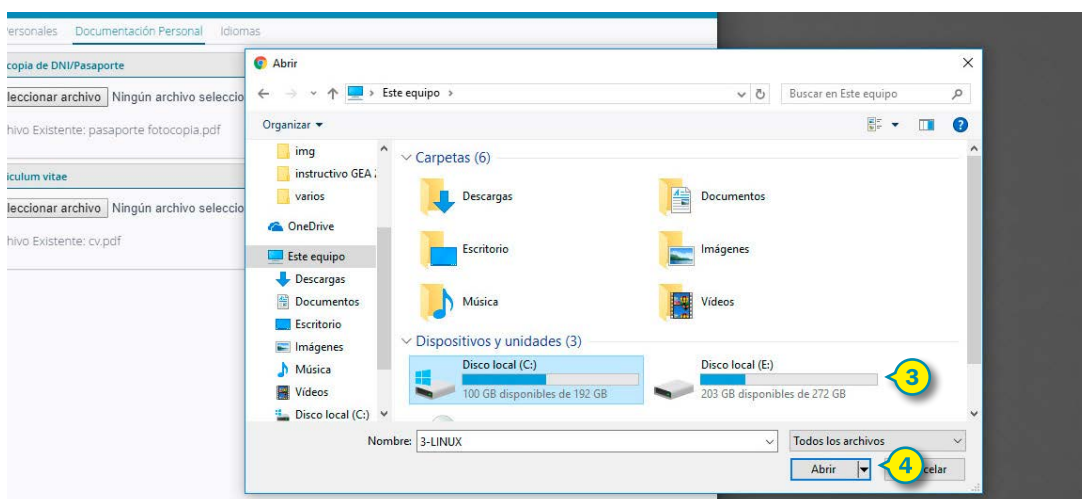 ersonales Documentación Personal Idiomas
copia de DNI/Pasaporte
leccionar archivo Ningún archivo seleccio
hivo Existente: pasaporte fotocopia.pdf
iculum vitae
leccionar archivo Ningún archivo seleccio
hivo Existente: cv.pdf
Abrir
Este equipo
Buscar en Este equipo
Organizar
img
instructivo GEA
varios
OneDrive
Este equipo
Descargas
Documentos
Escritorio
Imágenes
Música
Vídeos
Disco local (C:)
Carpetas (6)
Descargas
Documentos
Escritorio
Imágenes
Música
Vídeos
Dispositivos y unidades (3)
Disco local (C:)
100 GB disponibles de 192 GB
Disco local (E:)
203 GB disponibles de 272 GB
3
Nombre: 3-LINUX
Todos los archivos
Abrir
4
celar